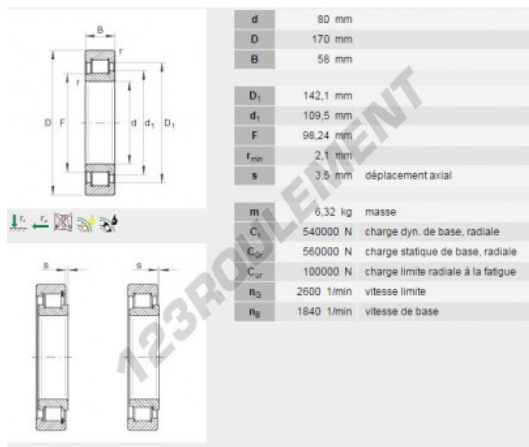 B
r
r
D F d d₁ D₁
s s
d 80 mm
D 170 mm
B 58 mm
D₁ 142,1 mm
d₁ 109,5 mm
F 98,24 mm
rmin 2,1 mm
s 3,5 mm déplacement axial
m 6,32 kg masse
Cr 540000 N charge dyn. de base, radiale
C0r 560000 N charge statique de base, radiale
Cur 100000 N charge limite radiale à la fatigue
nG 2600 1/min vitesse limite
nB 1840 1/min vitesse de base
123ROULEMENT